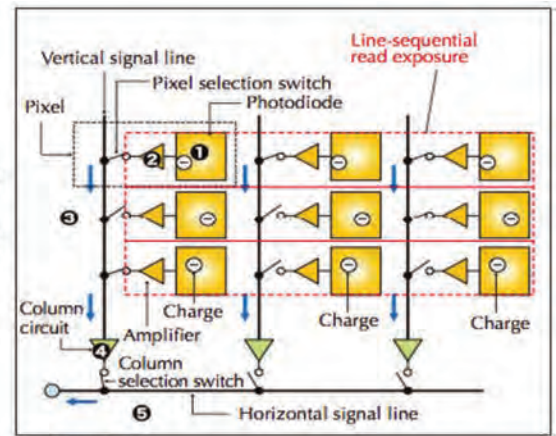 Vertical signal line
Line-sequential
read exposure
Pixel selection switch
Photodiode
Pixel
❶
❷
❸
Charge
Charge
Charge
Amplifier
Column
circuit
❹
Column
selection switch
❺
Horizontal signal line